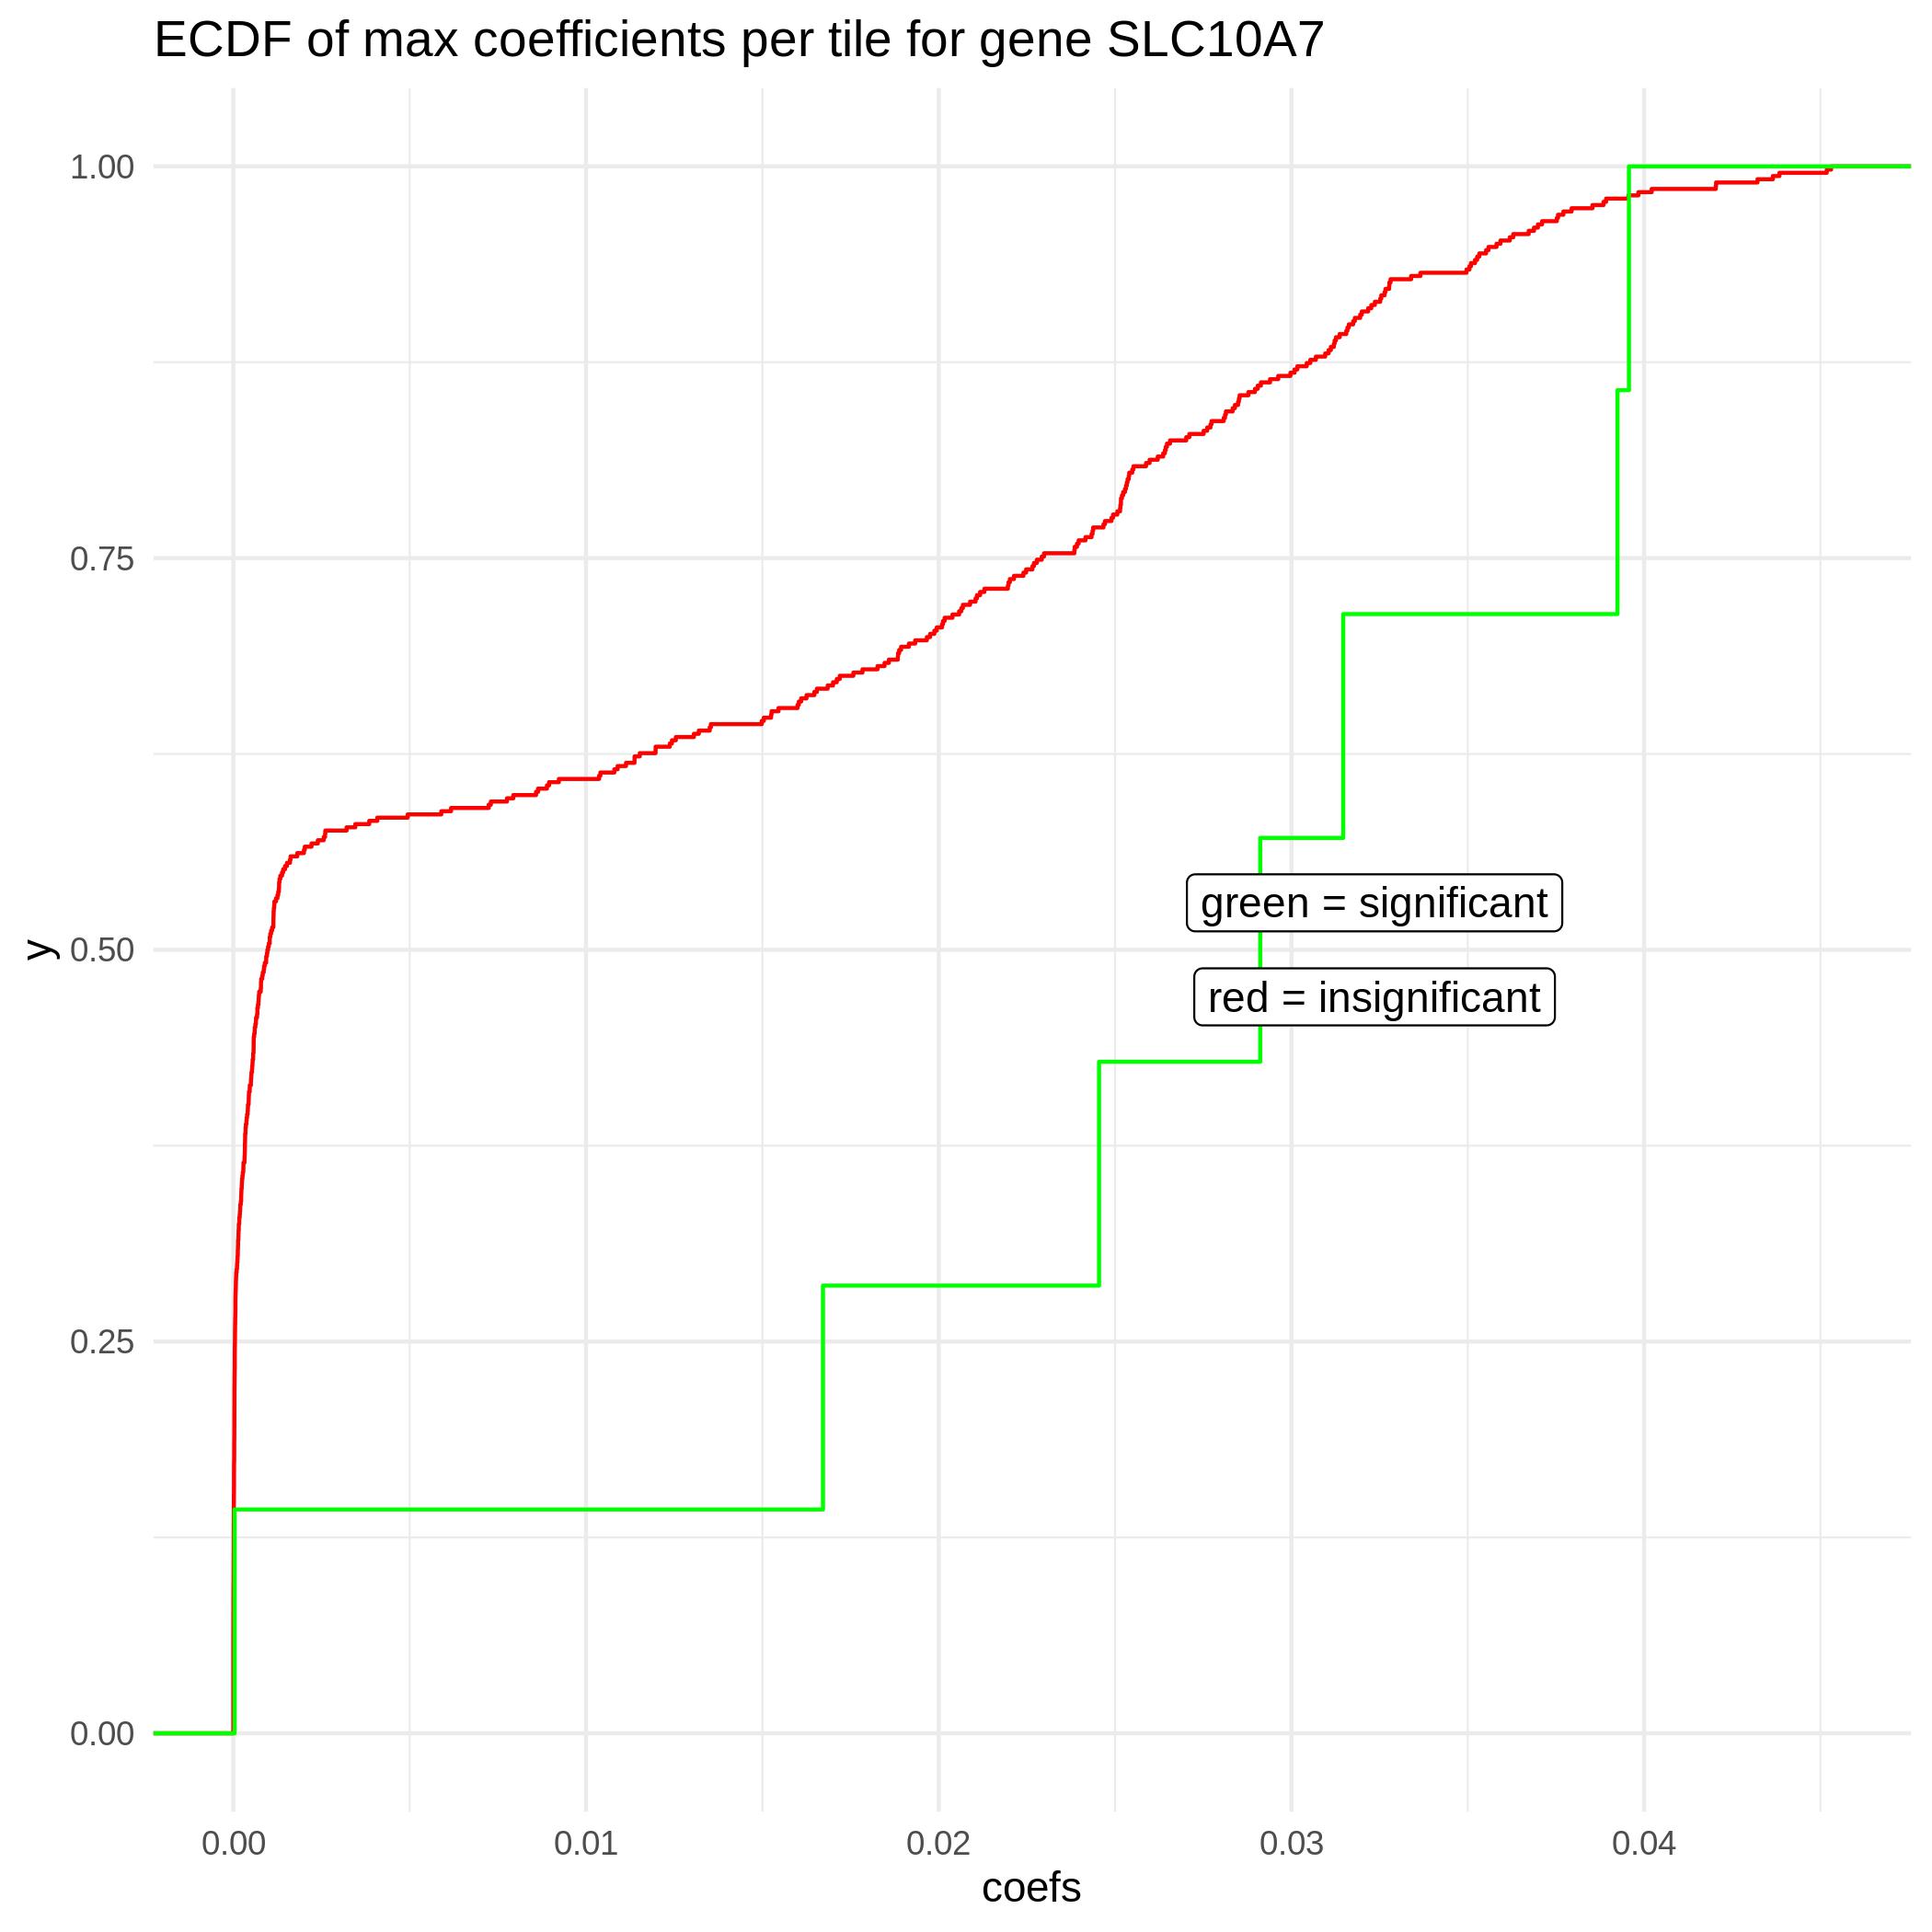 ECDF of max coefficients per tile for gene SLC10A7
1.00
0.75
y
0.50
0.25
0.00
green = significant
red = insignificant
0.00 0.01 0.02 0.03 0.04
coefs